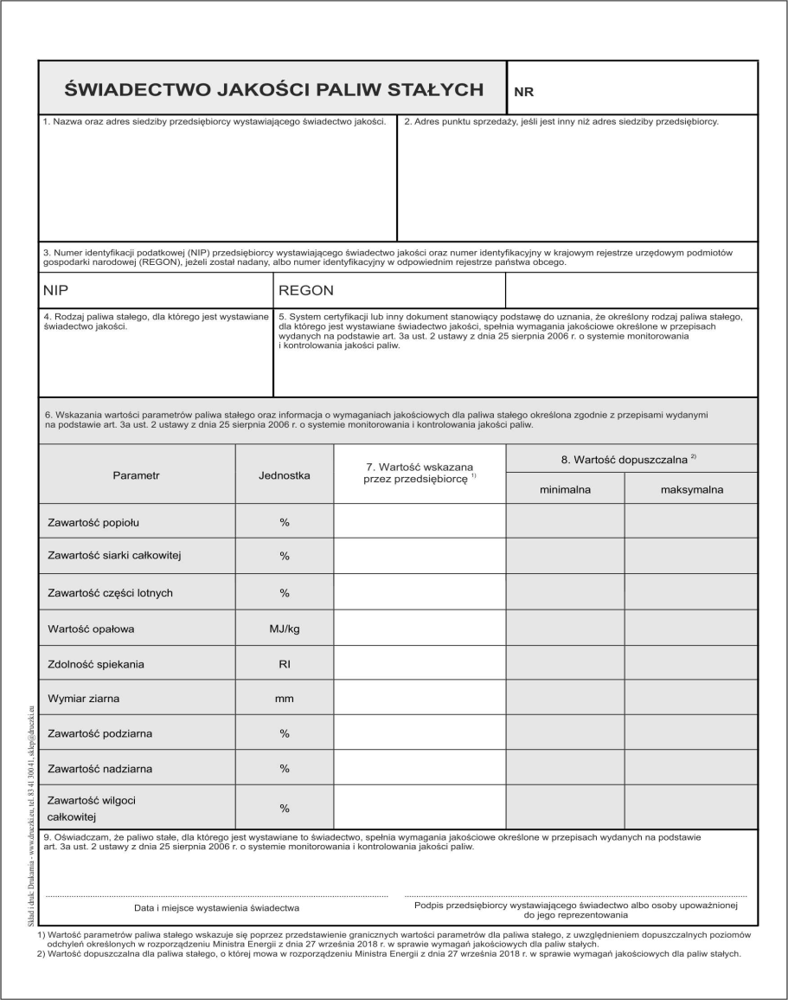 ŚWIADECTWO JAKOŚCI PALIW STAŁYCH
NR
1. Nazwa oraz adres siedziby przedsiębiorcy wystawiającego świadectwo jakości.
2. Adres punktu sprzedaży, jeśli jest inny niż adres siedziby przedsiębiorcy.
3. Numer identyfikacji podatkowej (NIP) przedsiębiorcy wystawiającego świadectwo jakości oraz numer identyfikacyjny w krajowym rejestrze urzędowym podmiotów
gospodarki narodowej (REGON), jeżeli został nadany, albo numer identyfikacyjny w odpowiednim rejestrze państwa obcego.
NIP
REGON
4. Rodzaj paliwa stałego, dla którego jest wystawiane
świadectwo jakości.
5. System certyfikacji lub inny dokument stanowiący podstawę do uznania, że określony rodzaj paliwa stałego,
dla którego jest wystawiane świadectwo jakości, spełnia wymagania jakościowe określone w przepisach
wydanych na podstawie art. 3a ust. 2 ustawy z dnia 25 sierpnia 2006 r. o systemie monitorowania
i kontrolowania jakości paliw.
6. Wskazania wartości parametrów paliwa stałego oraz informacja o wymaganiach jakościowych dla paliwa stałego określona zgodnie z przepisami wydanymi
na podstawie art. 3a ust. 2 ustawy z dnia 25 sierpnia 2006 r. o systemie monitorowania i kontrolowania jakości paliw.
Parametr
Jednostka
7. Wartość wskazana
przez przedsiębiorcę 1)
8. Wartość dopuszczalna 2)
minimalna
maksymalna
Zawartość popiołu
%
Zawartość siarki całkowitej
%
Zawartość części lotnych
%
Wartość opałowa
MJ/kg
Zdolność spiekania
RI
Wymiar ziarna
mm
Zawartość podziarna
%
Zawartość nadziarna
%
Zawartość wilgoci
całkowitej
%
9. Oświadczam, że paliwo stałe, dla którego jest wystawiane to świadectwo, spełnia wymagania jakościowe określone w przepisach wydanych na podstawie
art. 3a ust. 2 ustawy z dnia 25 sierpnia 2006 r. o systemie monitorowania i kontrolowania jakości paliw.
Data i miejsce wystawienia świadectwa
Podpis przedsiębiorcy wystawiającego świadectwo albo osoby upoważnionej
do jego reprezentowania
Skład i druk: Drukarnia - www.druczki.eu, tel. 83 41 300 41, sklep@druczki.eu
1) Wartość parametrów paliwa stałego wskazuje się poprzez przedstawienie granicznych wartości parametrów dla paliwa stałego, z uwzględnieniem dopuszczalnych poziomów
odchyleń określonych w rozporządzeniu Ministra Energii z dnia 27 września 2018 r. w sprawie wymagań jakościowych dla paliw stałych.
2) Wartość dopuszczalna dla paliwa stałego, o której mowa w rozporządzeniu Ministra Energii z dnia 27 września 2018 r. w sprawie wymagań jakościowych dla paliw stałych.